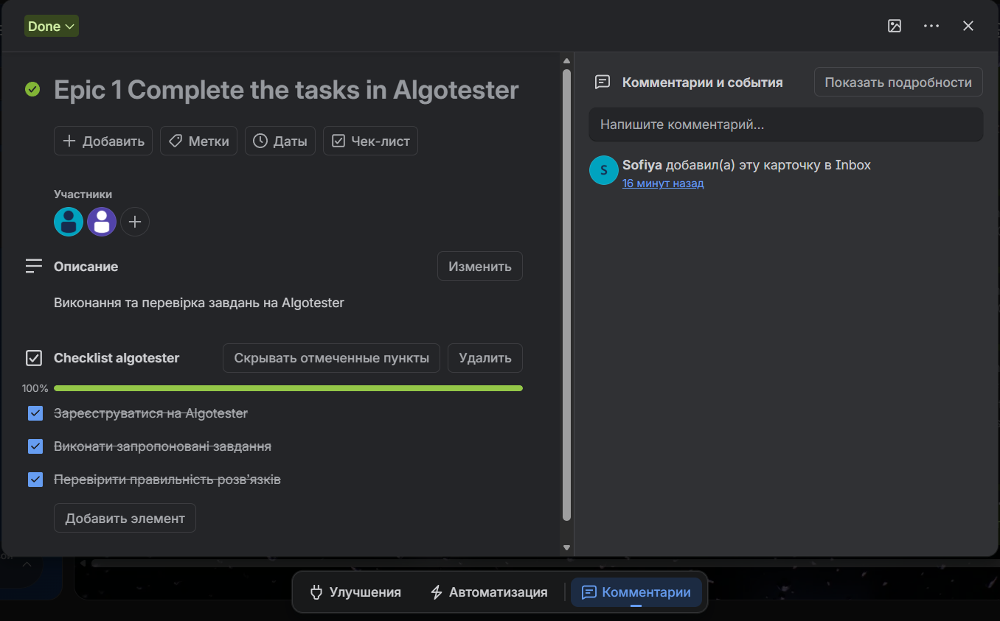 Done
Epic 1 Complete the tasks in Algotester
Добавить
Метки
Даты
Чек-лист
Участники
Описание
Изменить
Виконання та перевірка завдань на Algotester
Checklist algotester
Скрывать отмеченные пункты
Удалить
100%
Зареєструватися на Algotester
Виконати запропоновані завдання
Перевірити правильність розв'язків
Добавить элемент
Комментарии и события
Показать подробности
Напишите комментарий...
S
Sofiya добавил(а) эту карточку в Inbox
16 минут назад
Улучшения
Автоматизация
Комментарии